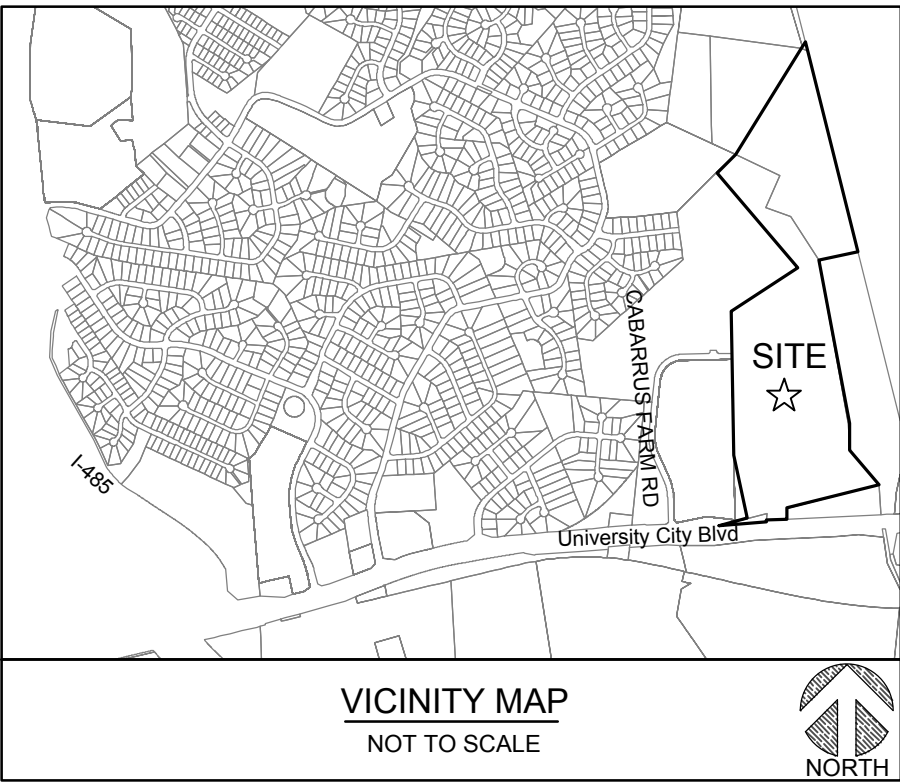 CABARRUS FARM RD
SITE
I-485
University City Blvd
VICINITY MAP
NOT TO SCALE
NORTH